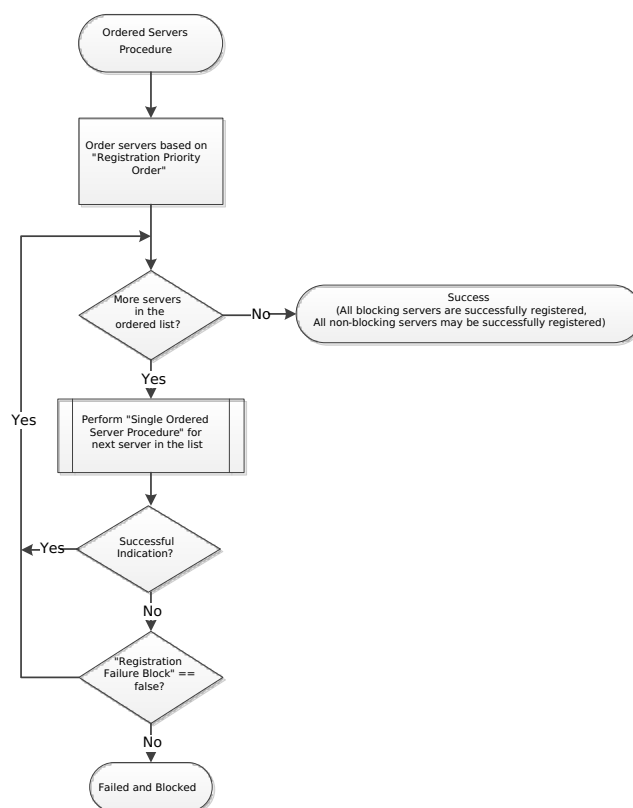 Ordered Servers
Procedure
Order servers based on
"Registration Priority
Order"
More servers
in the
ordered list?
No
Success
(All blocking servers are successfully registered,
All non-blocking servers may be successfully registered)
Yes
Perform "Single Ordered
Server Procedure" for
next server in the list
Yes
Successful
Indication?
Yes
No
"Registration
Failure Block" ==
false?
No
Failed and Blocked